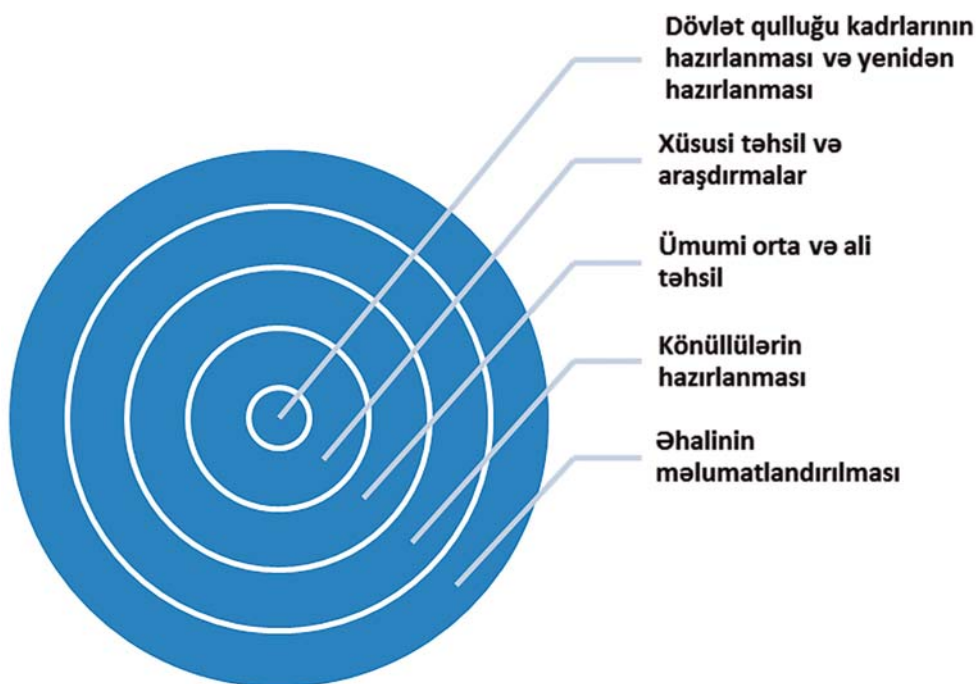 Dövlət qulluğu kadrlarının
hazırlanması və yenidən
hazırlanması
Xüsusi təhsil və
araşdırmalar
Ümumi orta və ali
təhsil
Könüllülərin
hazırlanması
Əhalinin
məlumatlandırılması